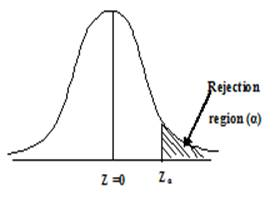 Rejection
region (α)
Z =0
Zα